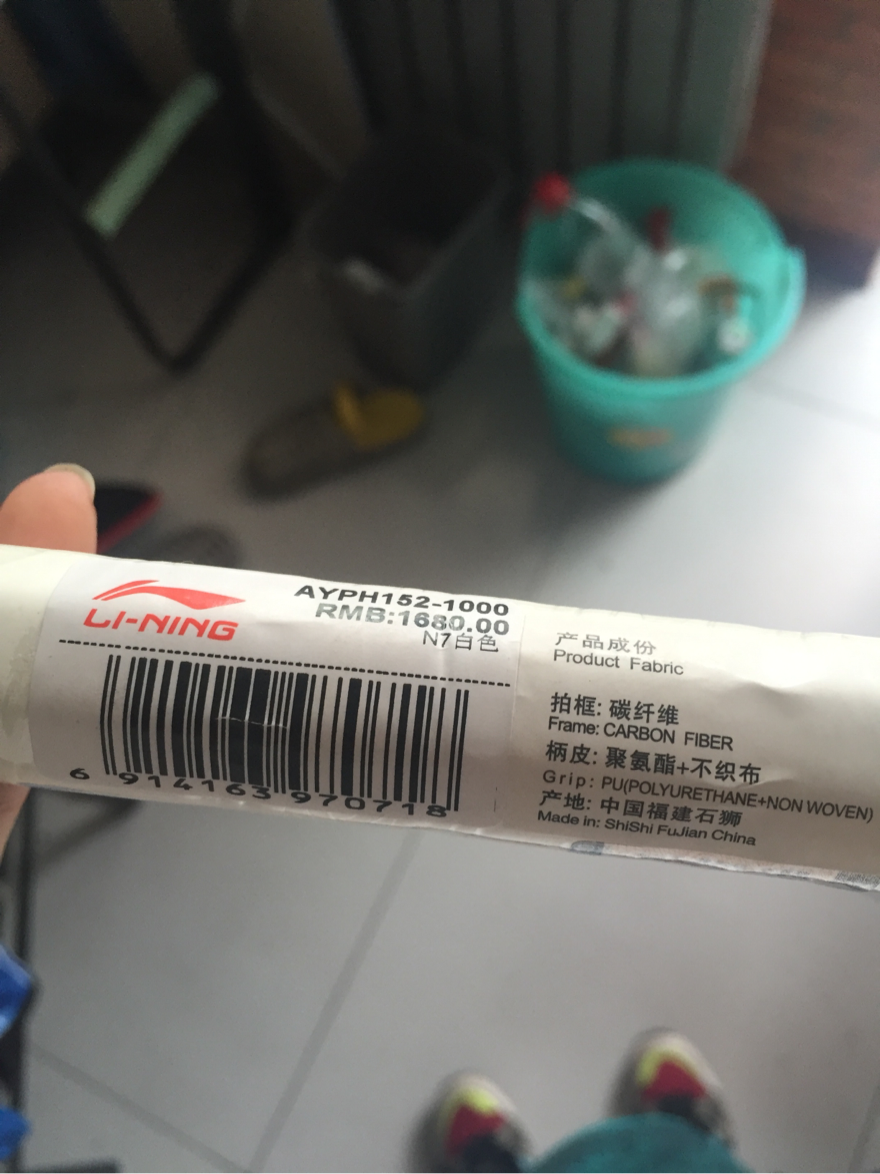 LI-NING
AYPH152-1000
RMB:1680.00
N7白色
6 914163 970718
产品成份
Product Fabric
拍框: 碳纤维
Frame: CARBON FIBER
柄皮: 聚氨酯+不织布
Grip: PU(POLYURETHANE+NON WOVEN)
产地: 中国福建石狮
Made in: ShiShi FuJian China